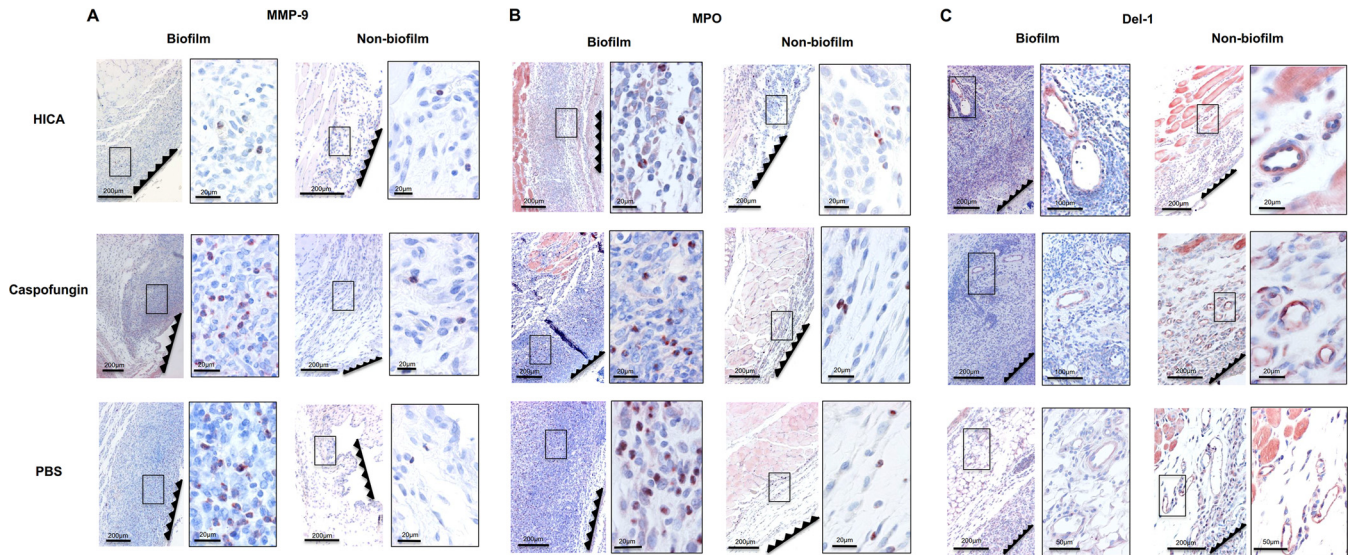 A MMP-9 B MPO C Del-1
Biofilm Non-biofilm Biofilm Non-biofilm Biofilm Non-biofilm
HICA
200µm 20µm 200µm 20µm 200µm 20µm 200µm 20µm 200µm 100µm 200µm 20µm
Caspofungin
200µm 20µm 200µm 20µm 200µm 20µm 200µm 20µm 200µm 100µm 200µm 20µm
PBS
200µm 20µm 200µm 20µm 200µm 20µm 200µm 20µm 200µm 50µm 200µm 50µm